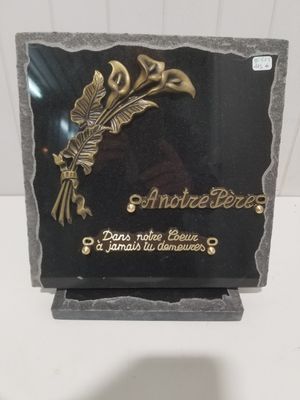 A notre Père
Dans notre Coeur
à jamais tu demeures